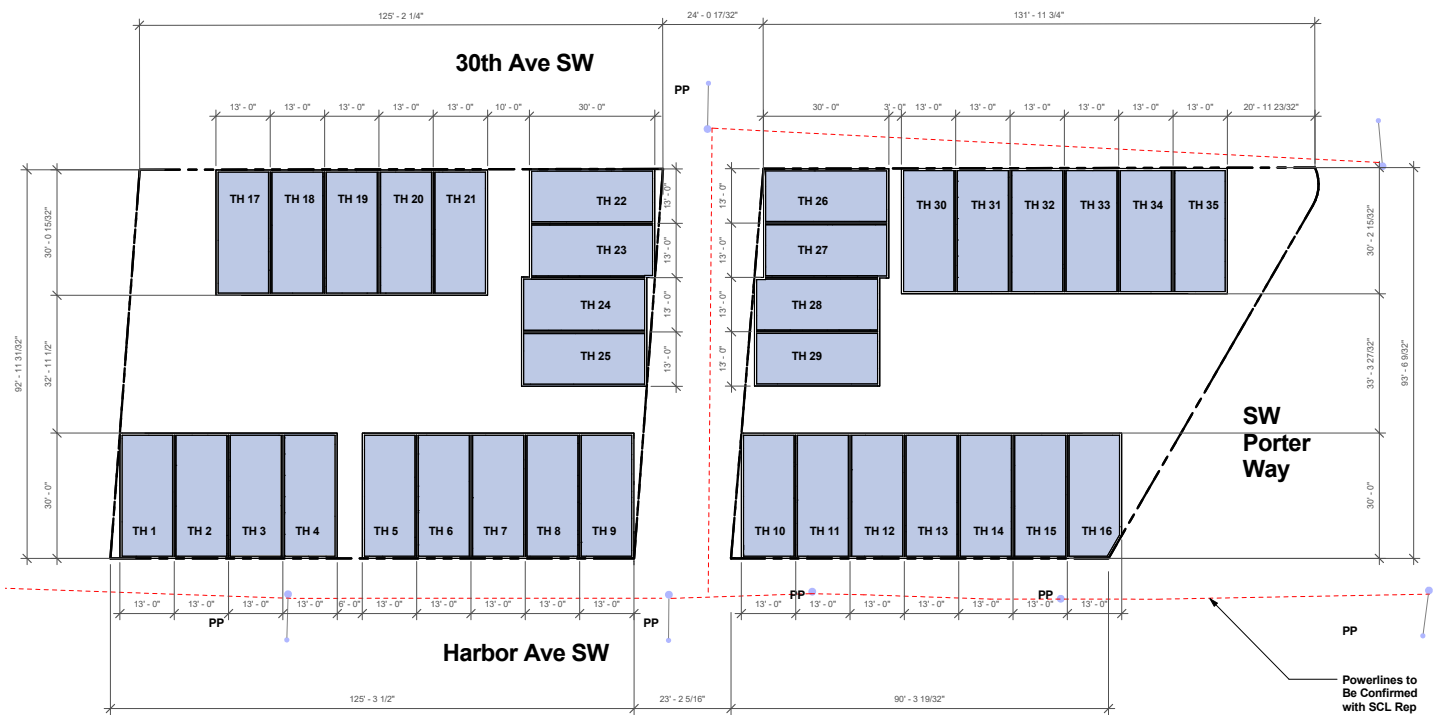 125' - 2 1/4"
24' - 0 17/32"
131' - 11 3/4"
30th Ave SW
PP
13' - 0"
13' - 0"
13' - 0"
13' - 0"
13' - 0"
10' - 0"
30' - 0"
30' - 0"
3' - 0"
13' - 0"
13' - 0"
13' - 0"
13' - 0"
13' - 0"
13' - 0"
20' - 11 23/32"
TH 17
TH 18
TH 19
TH 20
TH 21
TH 22
TH 23
TH 24
TH 25
13' - 0"
13' - 0"
13' - 0"
13' - 0"
13' - 0"
13' - 0"
13' - 0"
13' - 0"
TH 26
TH 27
TH 28
TH 29
TH 30
TH 31
TH 32
TH 33
TH 34
TH 35
92' - 11 31/32"
30' - 0 15/32"
32' - 11 1/2"
30' - 0"
30' - 2 15/32"
33' - 3 27/32"
30' - 0"
93' - 6 9/32"
SW
Porter
Way
TH 1
TH 2
TH 3
TH 4
TH 5
TH 6
TH 7
TH 8
TH 9
TH 10
TH 11
TH 12
TH 13
TH 14
TH 15
TH 16
13' - 0"
13' - 0"
13' - 0"
13' - 0"
6' - 0"
13' - 0"
13' - 0"
13' - 0"
13' - 0"
13' - 0"
13' - 0"
13' - 0"
13' - 0"
13' - 0"
13' - 0"
13' - 0"
13' - 0"
PP
PP
PP
PP
PP
Harbor Ave SW
Powerlines to
Be Confirmed
with SCL Rep
125' - 3 1/2"
23' - 2 5/16"
90' - 3 19/32"